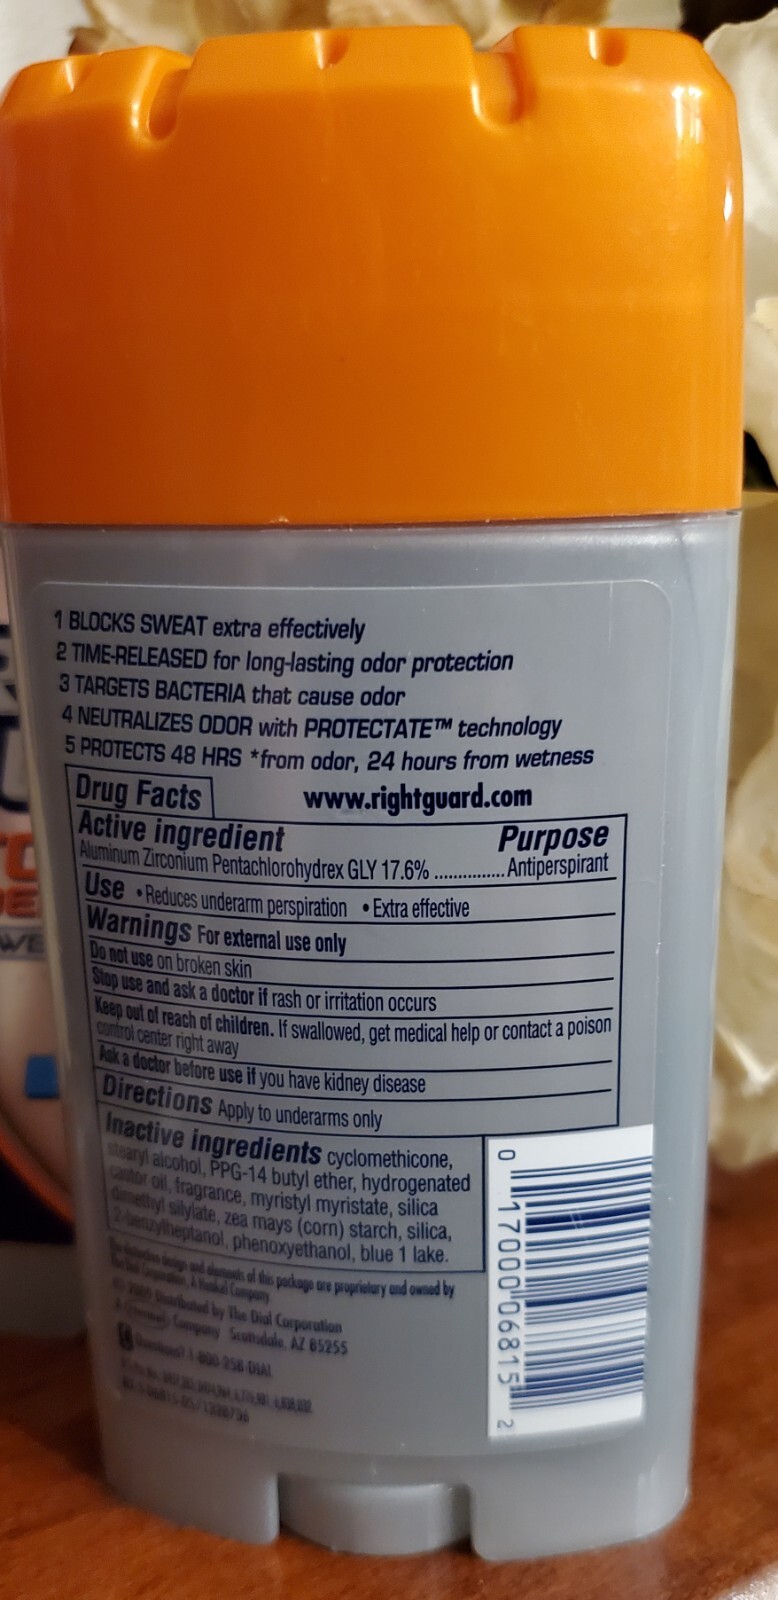 1 BLOCKS SWEAT extra effectively
2 TIME-RELEASED for long-lasting odor protection
3 TARGETS BACTERIA that cause odor
4 NEUTRALIZES ODOR with PROTECTATE™ technology
5 PROTECTS 48 HRS *from odor, 24 hours from wetness
Drug Facts www.rightguard.com
Active ingredient Purpose
Aluminum Zirconium Pentachlorohydrex GLY 17.6% ............... Antiperspirant
Use • Reduces underarm perspiration • Extra effective
Warnings For external use only
Do not use on broken skin
Stop use and ask a doctor if rash or irritation occurs
Keep out of reach of children. If swallowed, get medical help or contact a poison
control center right away
Ask a doctor before use if you have kidney disease
Directions Apply to underarms only
Inactive ingredients cyclomethicone,
stearyl alcohol, PPG-14 butyl ether, hydrogenated
castor oil, fragrance, myristyl myristate, silica
dimethyl silylate, zea mays (corn) starch, silica,
2-benzylheptanol, phenoxyethanol, blue 1 lake.
The distinctive design and elements of this package are proprietary and owned by
The Dial Corporation, A Henkel Company
Distributed by The Dial Corporation
A Company Scottsdale, AZ 85255
Questions? 1-800-258-DIAL
0 17000 06815 2